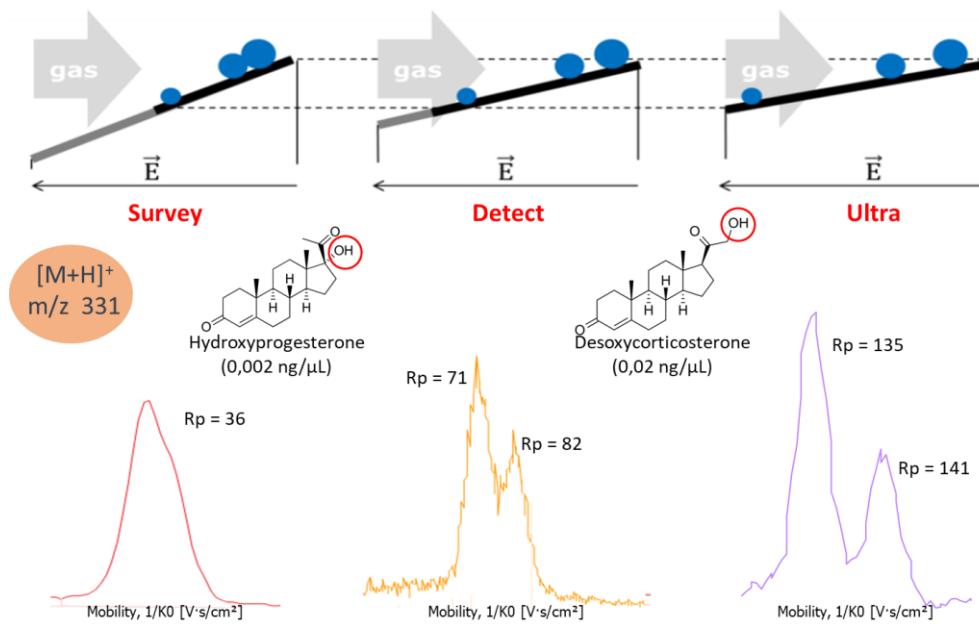 gas
gas
gas
E
E
E
Survey
Detect
Ultra
[M+H]⁺
m/z 331
O
OH
H
H
H
O
Hydroxyprogesterone
(0,002 ng/µL)
O
OH
H
H
H
O
Desoxycorticosterone
(0,02 ng/µL)
Rp = 36
Rp = 71
Rp = 82
Rp = 135
Rp = 141
Mobility, 1/K0 [V·s/cm²]
Mobility, 1/K0 [V·s/cm²]
Mobility, 1/K0 [V·s/cm²]